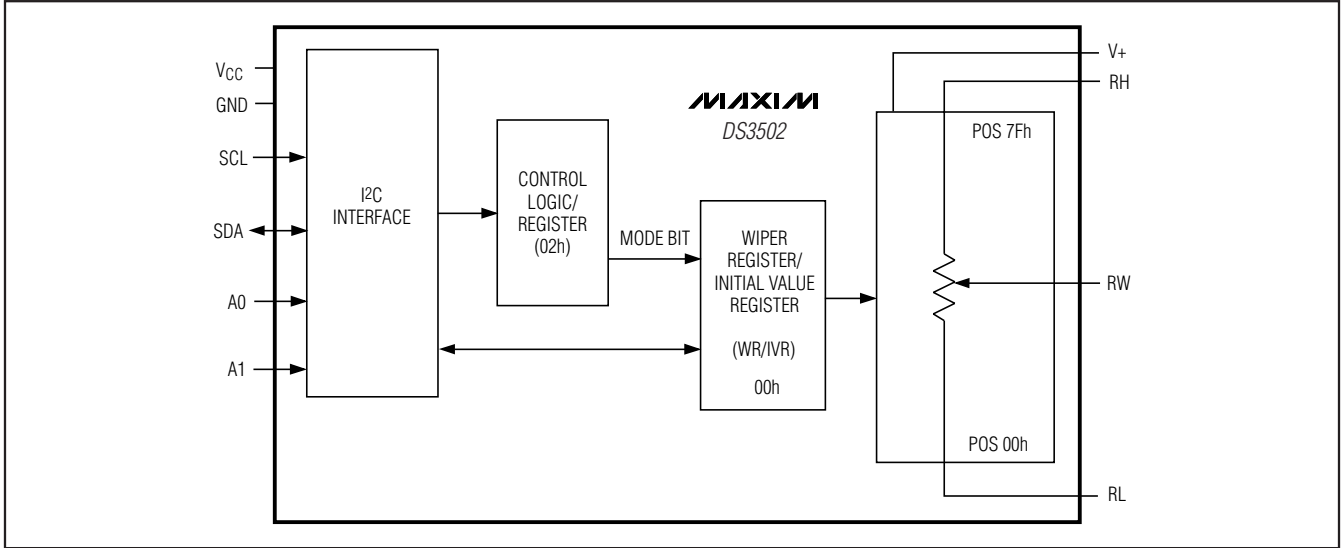 VCC
GND
SCL
SDA
A0
A1
I2C
INTERFACE
CONTROL
LOGIC/
REGISTER
(02h)
MODE BIT
MAXIM
DS3502
WIPER
REGISTER/
INITIAL VALUE
REGISTER
(WR/IVR)
00h
POS 7Fh
POS 00h
V+
RH
RW
RL